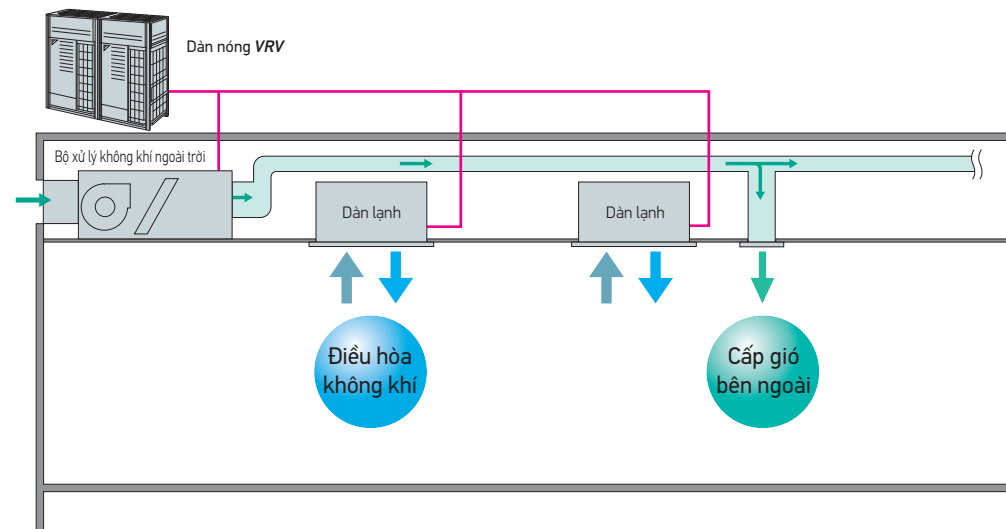 Dàn nóng VRV
Bộ xử lý không khí ngoài trời
Dàn lạnh
Dàn lạnh
Điều hòa
không khí
Cấp gió
bên ngoài